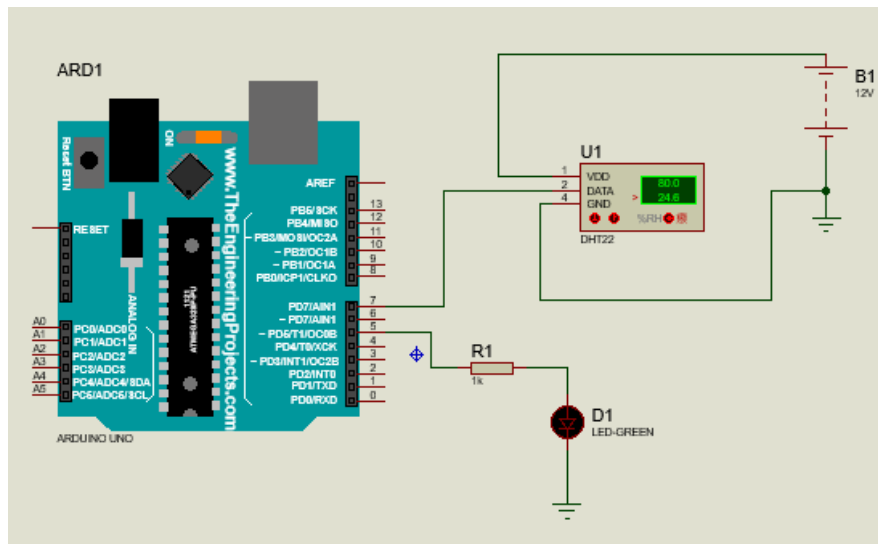 ARD1
B1
12V
Reset BTN
ON
www.TheEngineeringProjects.com
U1
1 VDD
2 DATA
4 GND
80.0
> 24.6
%RH
°C
DHT22
AREF
RESET
PB5/SCK 13
PB4/MISO 12
~PB3/MOSI/OC2A 11
~PB2/OC1B 10
~PB1/OC1A 9
PB0/ICP1/CLKO 8
ANALOG IN
ATMEGA328P-PU
1121
PD7/AIN1 7
~PD7/AIN1 6
~PD5/T1/OC0B 5
PD4/T0/XCK 4
~PD3/INT1/OC2B 3
PD2/INT0 2
PD1/TXD 1
PD0/RXD 0
A0 PC0/ADC0
A1 PC1/ADC1
A2 PC2/ADC2
A3 PC3/ADC3
A4 PC4/ADC4/SDA
A5 PC5/ADC5/SCL
ARDUINO UNO
R1
1k
D1
LED-GREEN